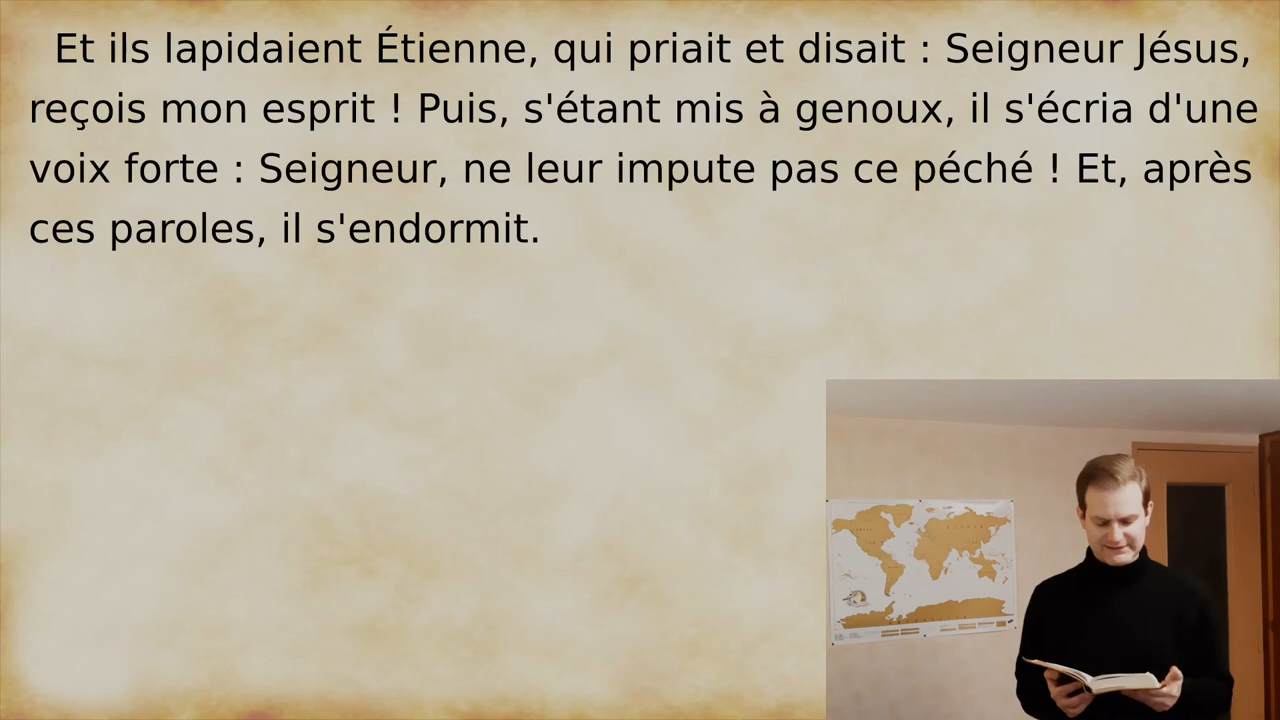 Et ils lapidaient Étienne, qui priait et disait : Seigneur Jésus,
reçois mon esprit ! Puis, s'étant mis à genoux, il s'écria d'une
voix forte : Seigneur, ne leur impute pas ce péché ! Et, après
ces paroles, il s'endormit.